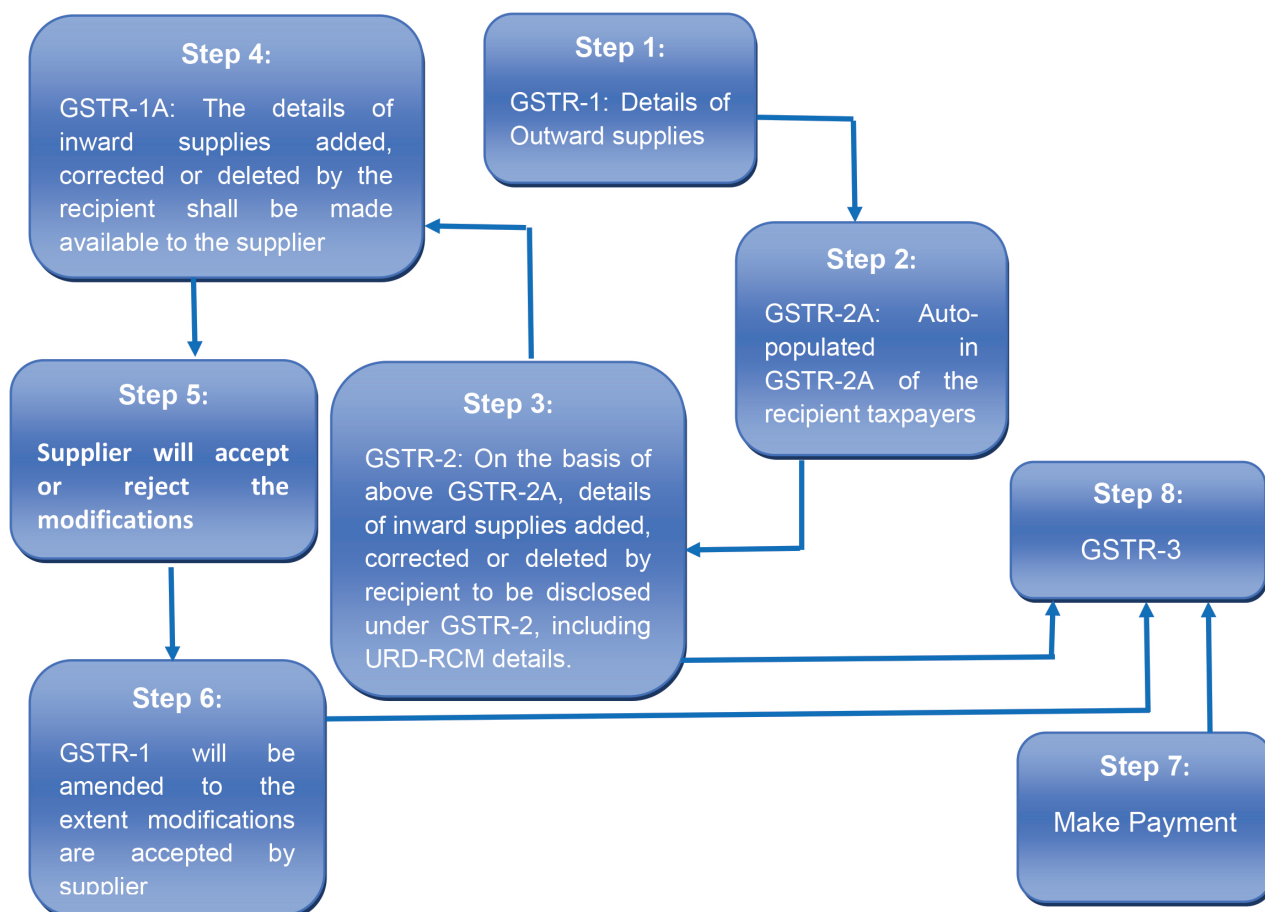 Step 1:
GSTR-1: Details of
Outward supplies
Step 2:
GSTR-2A: Auto-
populated in
GSTR-2A of the
recipient taxpayers
Step 3:
GSTR-2: On the basis of
above GSTR-2A, details
of inward supplies added,
corrected or deleted by
recipient to be disclosed
under GSTR-2, including
URD-RCM details.
Step 4:
GSTR-1A: The details of
inward supplies added,
corrected or deleted by the
recipient shall be made
available to the supplier
Step 5:
Supplier will accept
or reject the
modifications
Step 6:
GSTR-1 will be
amended to the
extent modifications
are accepted by
supplier
Step 7:
Make Payment
Step 8:
GSTR-3